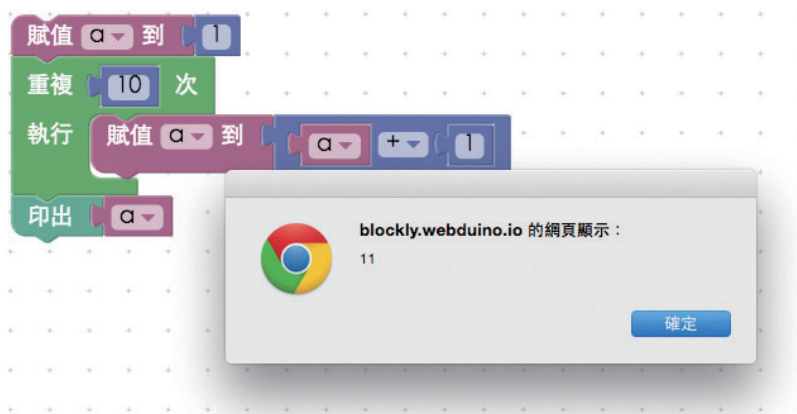 賦值 a 到 1
重複 10 次
執行 賦值 a 到 a + 1
印出 a
blockly.webduino.io 的網頁顯示：
11
確定